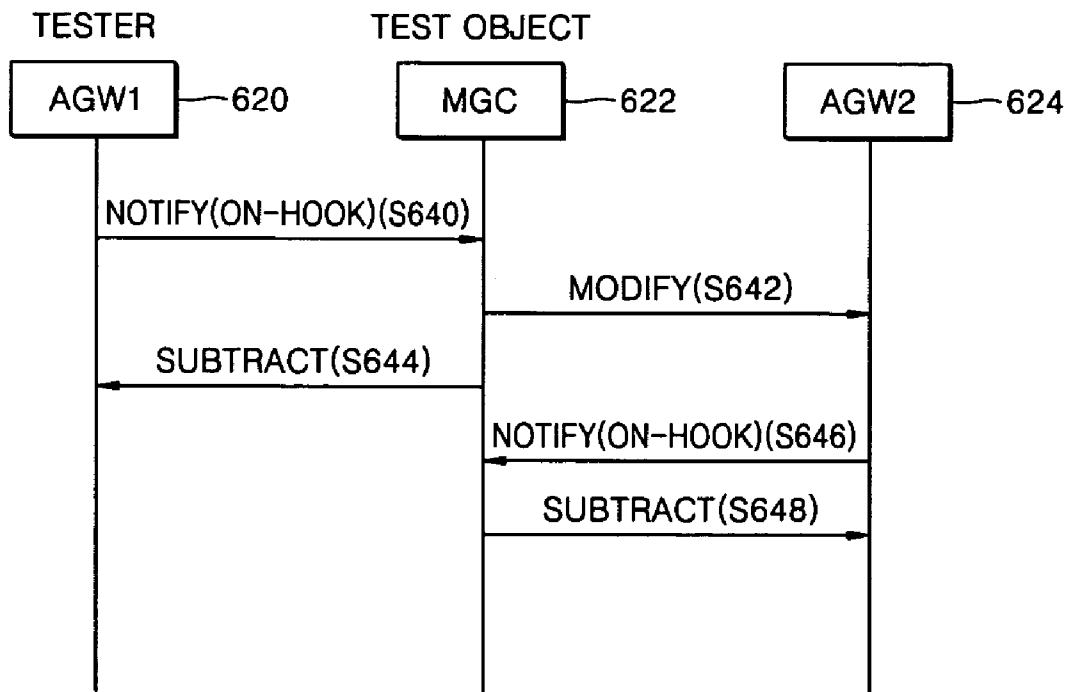 TESTER
TEST OBJECT
AGW1
620
MGC
622
AGW2
624
NOTIFY(ON-HOOK)(S640)
MODIFY(S642)
SUBTRACT(S644)
NOTIFY(ON-HOOK)(S646)
SUBTRACT(S648)